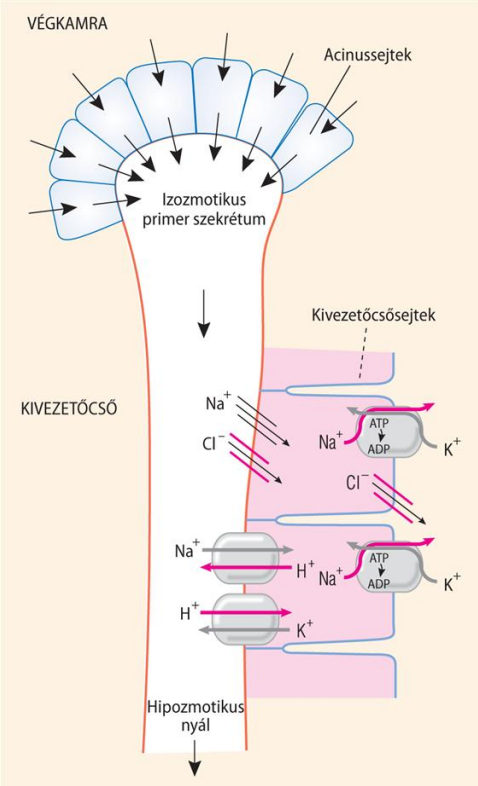 VÉGKAMRA
Acinussejtek
Izozmotikus
primer szekrétum
Kivezetőcsősejtek
KIVEZETŐCSŐ
Na+
Cl−
ATP
ADP
Na+
K+
Cl−
Na+
H+
ATP
ADP
Na+
K+
H+
K+
Hipozmotikus
nyál